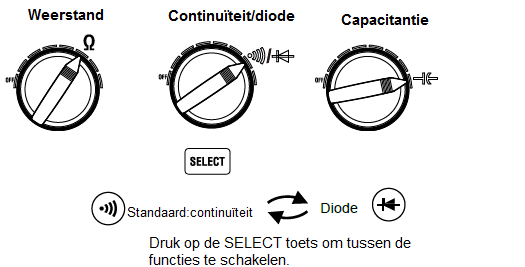 Weerstand
Continuïteit/diode
Capacitantie
OFF
Ω
OFF
/
OFF
SELECT
Standaard:continuïteit
Diode
Druk op de SELECT toets om tussen de
functies te schakelen.